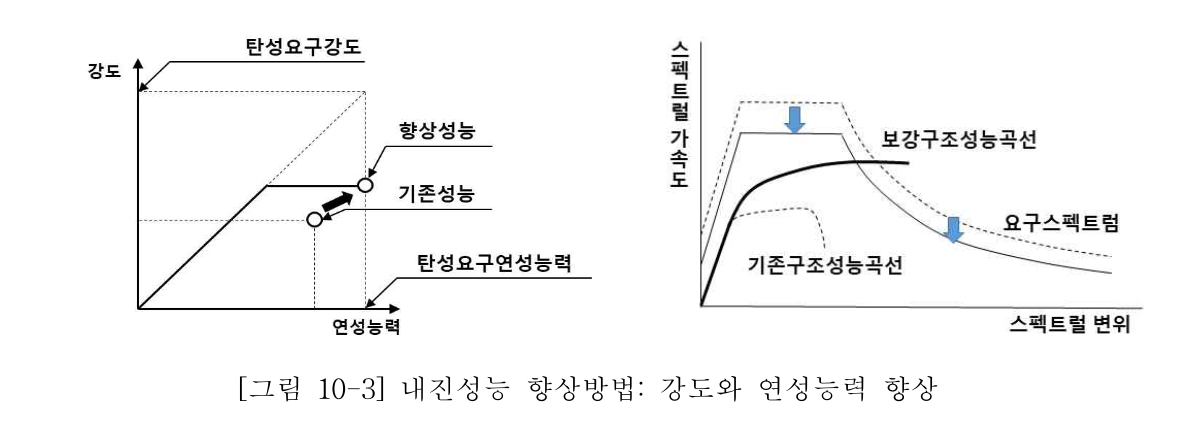 탄성요구강도
강도
향상성능
기존성능
탄성요구연성능력
연성능력
스펙트럴 가속도
보강구조성능곡선
요구스펙트럼
기존구조성능곡선
스펙트럴 변위
[그림 10-3] 내진성능 향상방법: 강도와 연성능력 향상